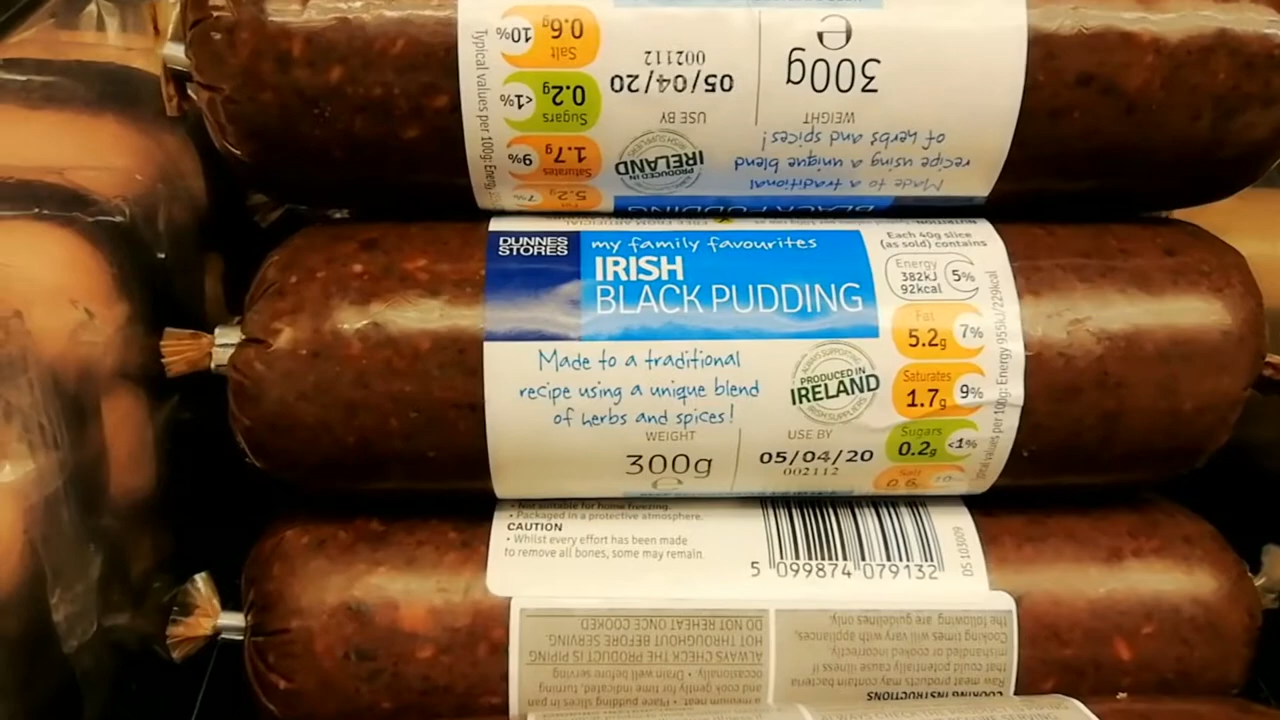 10%
0.6g
Salt
<1%
0.2g
Sugars
9%
1.7g
Saturates
7%
5.2g
Fat
Typical values per 100g: Energy
002112
05/04/20
USE BY
PRODUCED IN
IRELAND
IRISH SUPPLIERS
e
300g
WEIGHT
Made to a traditional
recipe using a unique blend
of herbs and spices!
BLACK PUDDING
DUNNES
STORES
my family favourites
IRISH
BLACK PUDDING
Made to a traditional
recipe using a unique blend
of herbs and spices!
ALWAYS SUPPORTING
PRODUCED IN
IRELAND
IRISH SUPPLIERS
WEIGHT
300g
e
USE BY
05/04/20
002112
Each 40g slice
(as sold) contains
Energy
382kJ
92kcal
5%
Fat
5.2g
7%
Saturates
1.7g
9%
Sugars
0.2g
<1%
Salt
0.6
values per 100g: Energy 955kJ/229kcal
• Not suitable for home freezing.
• Packaged in a protective atmosphere.
CAUTION
• Whilst every effort has been made
to remove all bones, some may remain.
5 099874 079132
DS 103009
COOKING INSTRUCTIONS
Raw meat products may contain bacteria
that could potentially cause illness if
mishandled or cooked incorrectly.
Cooking times will vary with appliances,
the following are guidelines only.
a medium heat. • Place pudding slices in pan
and cook gently for time indicated, turning
occasionally. • Drain well before serving
ALWAYS CHECK THE PRODUCT IS PIPING
HOT THROUGHOUT BEFORE SERVING
DO NOT REHEAT ONCE COOKED